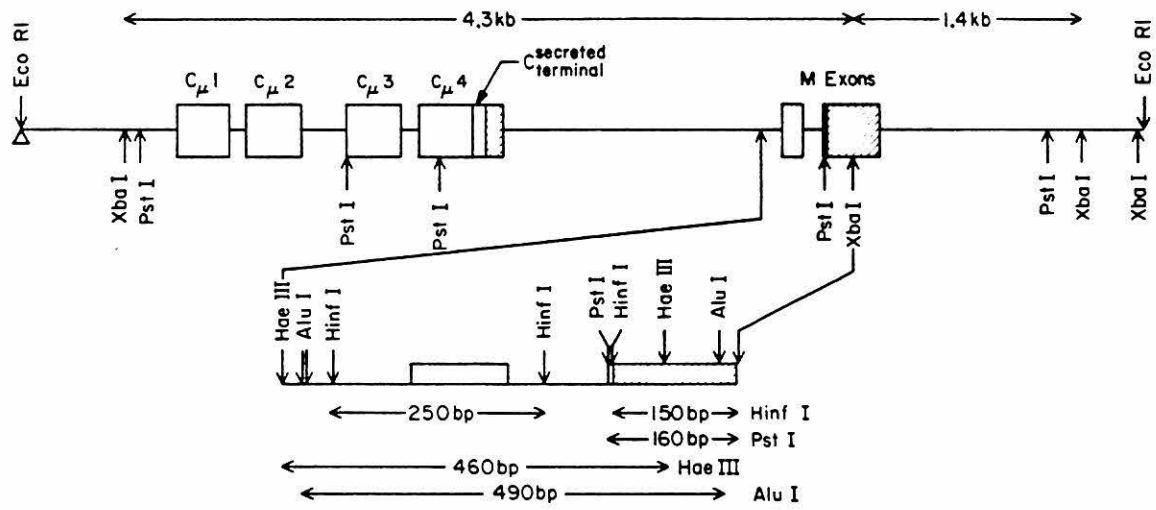 4.3kb
1.4kb
Eco RI
Eco RI
C secreted terminal
Cμ1
Cμ2
Cμ3
Cμ4
M Exons
Xba I
Pst I
Pst I
Pst I
Pst I
Xba I
Pst I
Xba I
Xba I
Hae III
Alu I
Hinf I
Hinf I
Pst I
Hinf I
Hae III
Alu I
250bp
150bp Hinf I
160bp Pst I
460bp Hae III
490bp Alu I